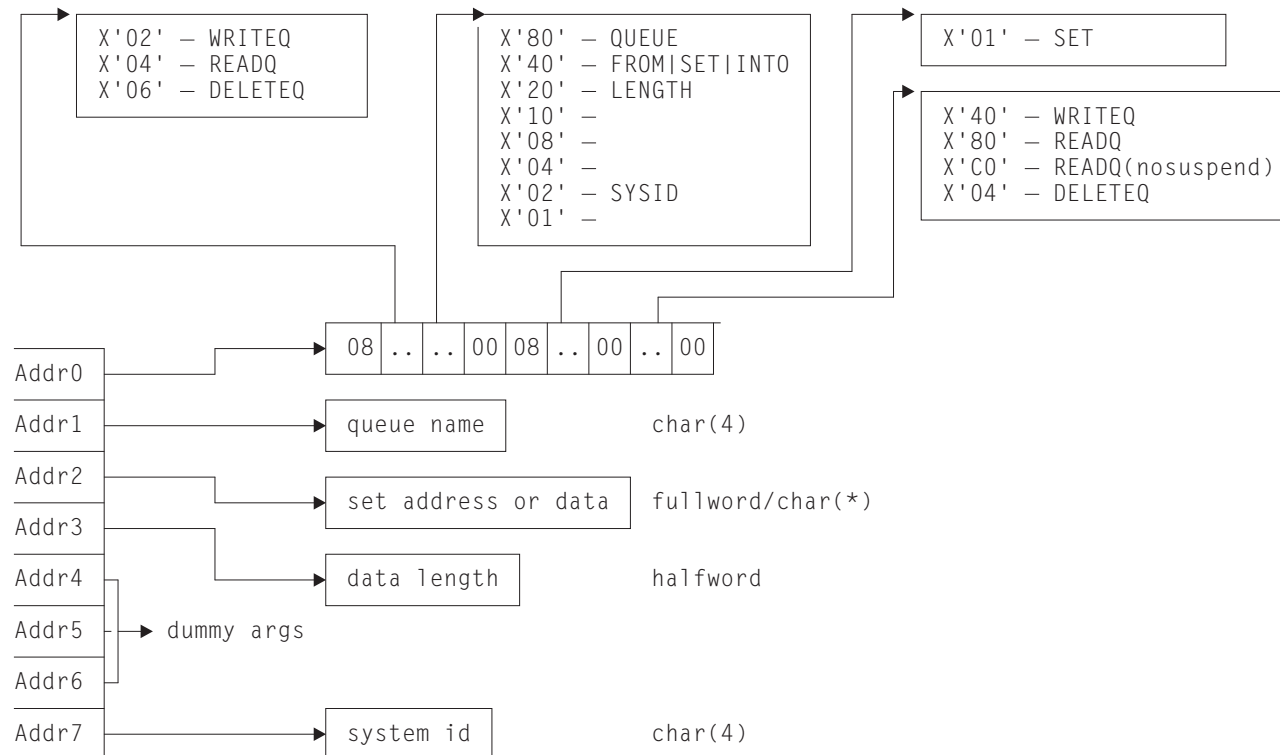 X'02' — WRITEQ
X'04' — READQ
X'06' — DELETEQ
X'80' — QUEUE
X'40' — FROM|SET|INTO
X'20' — LENGTH
X'10' —
X'08' —
X'04' —
X'02' — SYSID
X'01' —
X'01' — SET
X'40' — WRITEQ
X'80' — READQ
X'C0' — READQ(nosuspend)
X'04' — DELETEQ
08 .. .. 00 08 .. 00 .. 00
Addr0
Addr1 queue name char(4)
Addr2
set address or data fullword/char(*)
Addr3
Addr4 data length halfword
Addr5 dummy args
Addr6
Addr7 system id char(4)